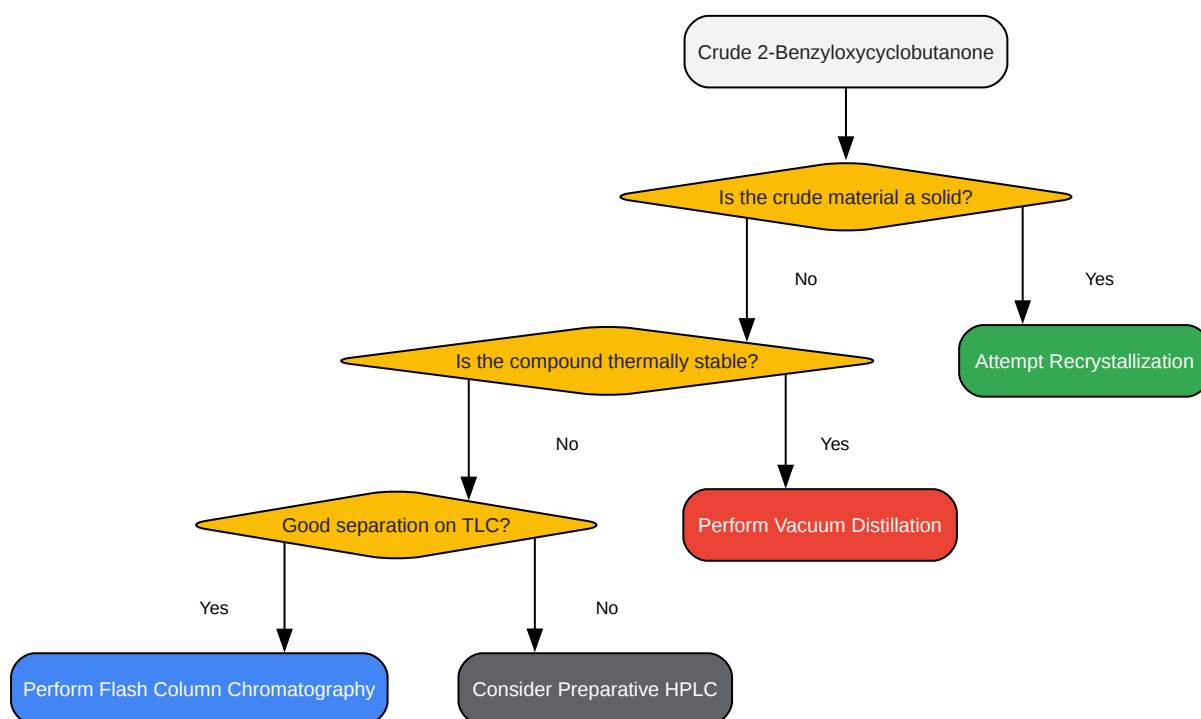 Crude 2-Benzyloxycyclobutanone
Is the crude material a solid?
No
Yes
Is the compound thermally stable?
Attempt Recrystallization
No
Yes
Good separation on TLC?
Perform Vacuum Distillation
Yes
No
Perform Flash Column Chromatography
Consider Preparative HPLC